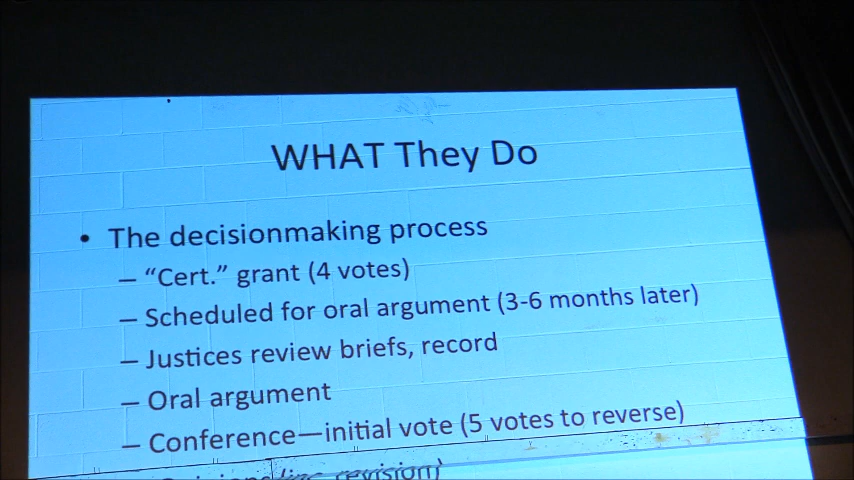 WHAT They Do
• The decisionmaking process
– “Cert.” grant (4 votes)
– Scheduled for oral argument (3-6 months later)
– Justices review briefs, record
– Oral argument
– Conference—initial vote (5 votes to reverse)
revision)